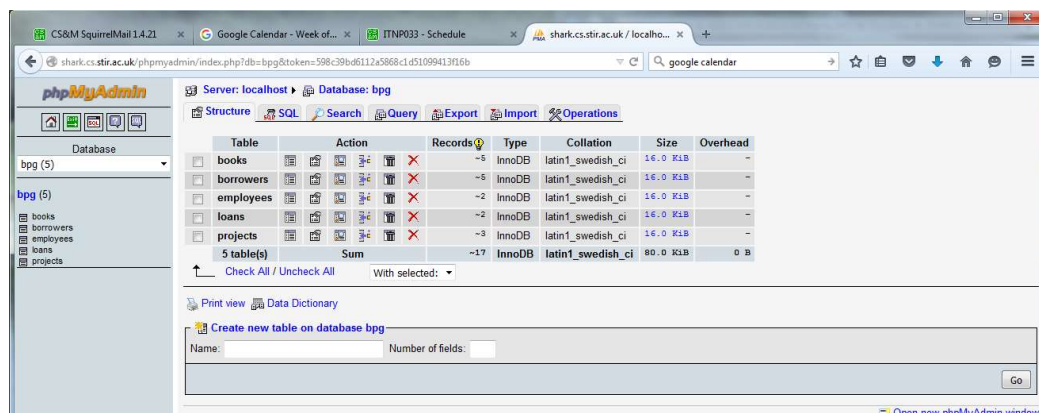 CS&M SquirrelMail 1.4.21 × Google Calendar - Week of... × ITNP033 - Schedule × shark.cs.stir.ac.uk / localho... × +
shark.cs.stir.ac.uk/phpmyadmin/index.php?db=bpg&token=598c39bd6112a5868c1d51099413f16b google calendar
phpMyAdmin
Database
bpg (5)
bpg (5)
books
borrowers
employees
loans
projects
Server: localhost ▸ Database: bpg
Structure SQL Search Query Export Import Operations
Table Action Records Type Collation Size Overhead
books ~5 InnoDB latin1_swedish_ci 16.0 KiB -
borrowers ~5 InnoDB latin1_swedish_ci 16.0 KiB -
employees ~2 InnoDB latin1_swedish_ci 16.0 KiB -
loans ~2 InnoDB latin1_swedish_ci 16.0 KiB -
projects ~3 InnoDB latin1_swedish_ci 16.0 KiB -
5 table(s) Sum ~17 InnoDB latin1_swedish_ci 80.0 KiB 0 B
Check All / Uncheck All With selected:
Print view Data Dictionary
Create new table on database bpg
Name: Number of fields:
Go
Open new phpMyAdmin window